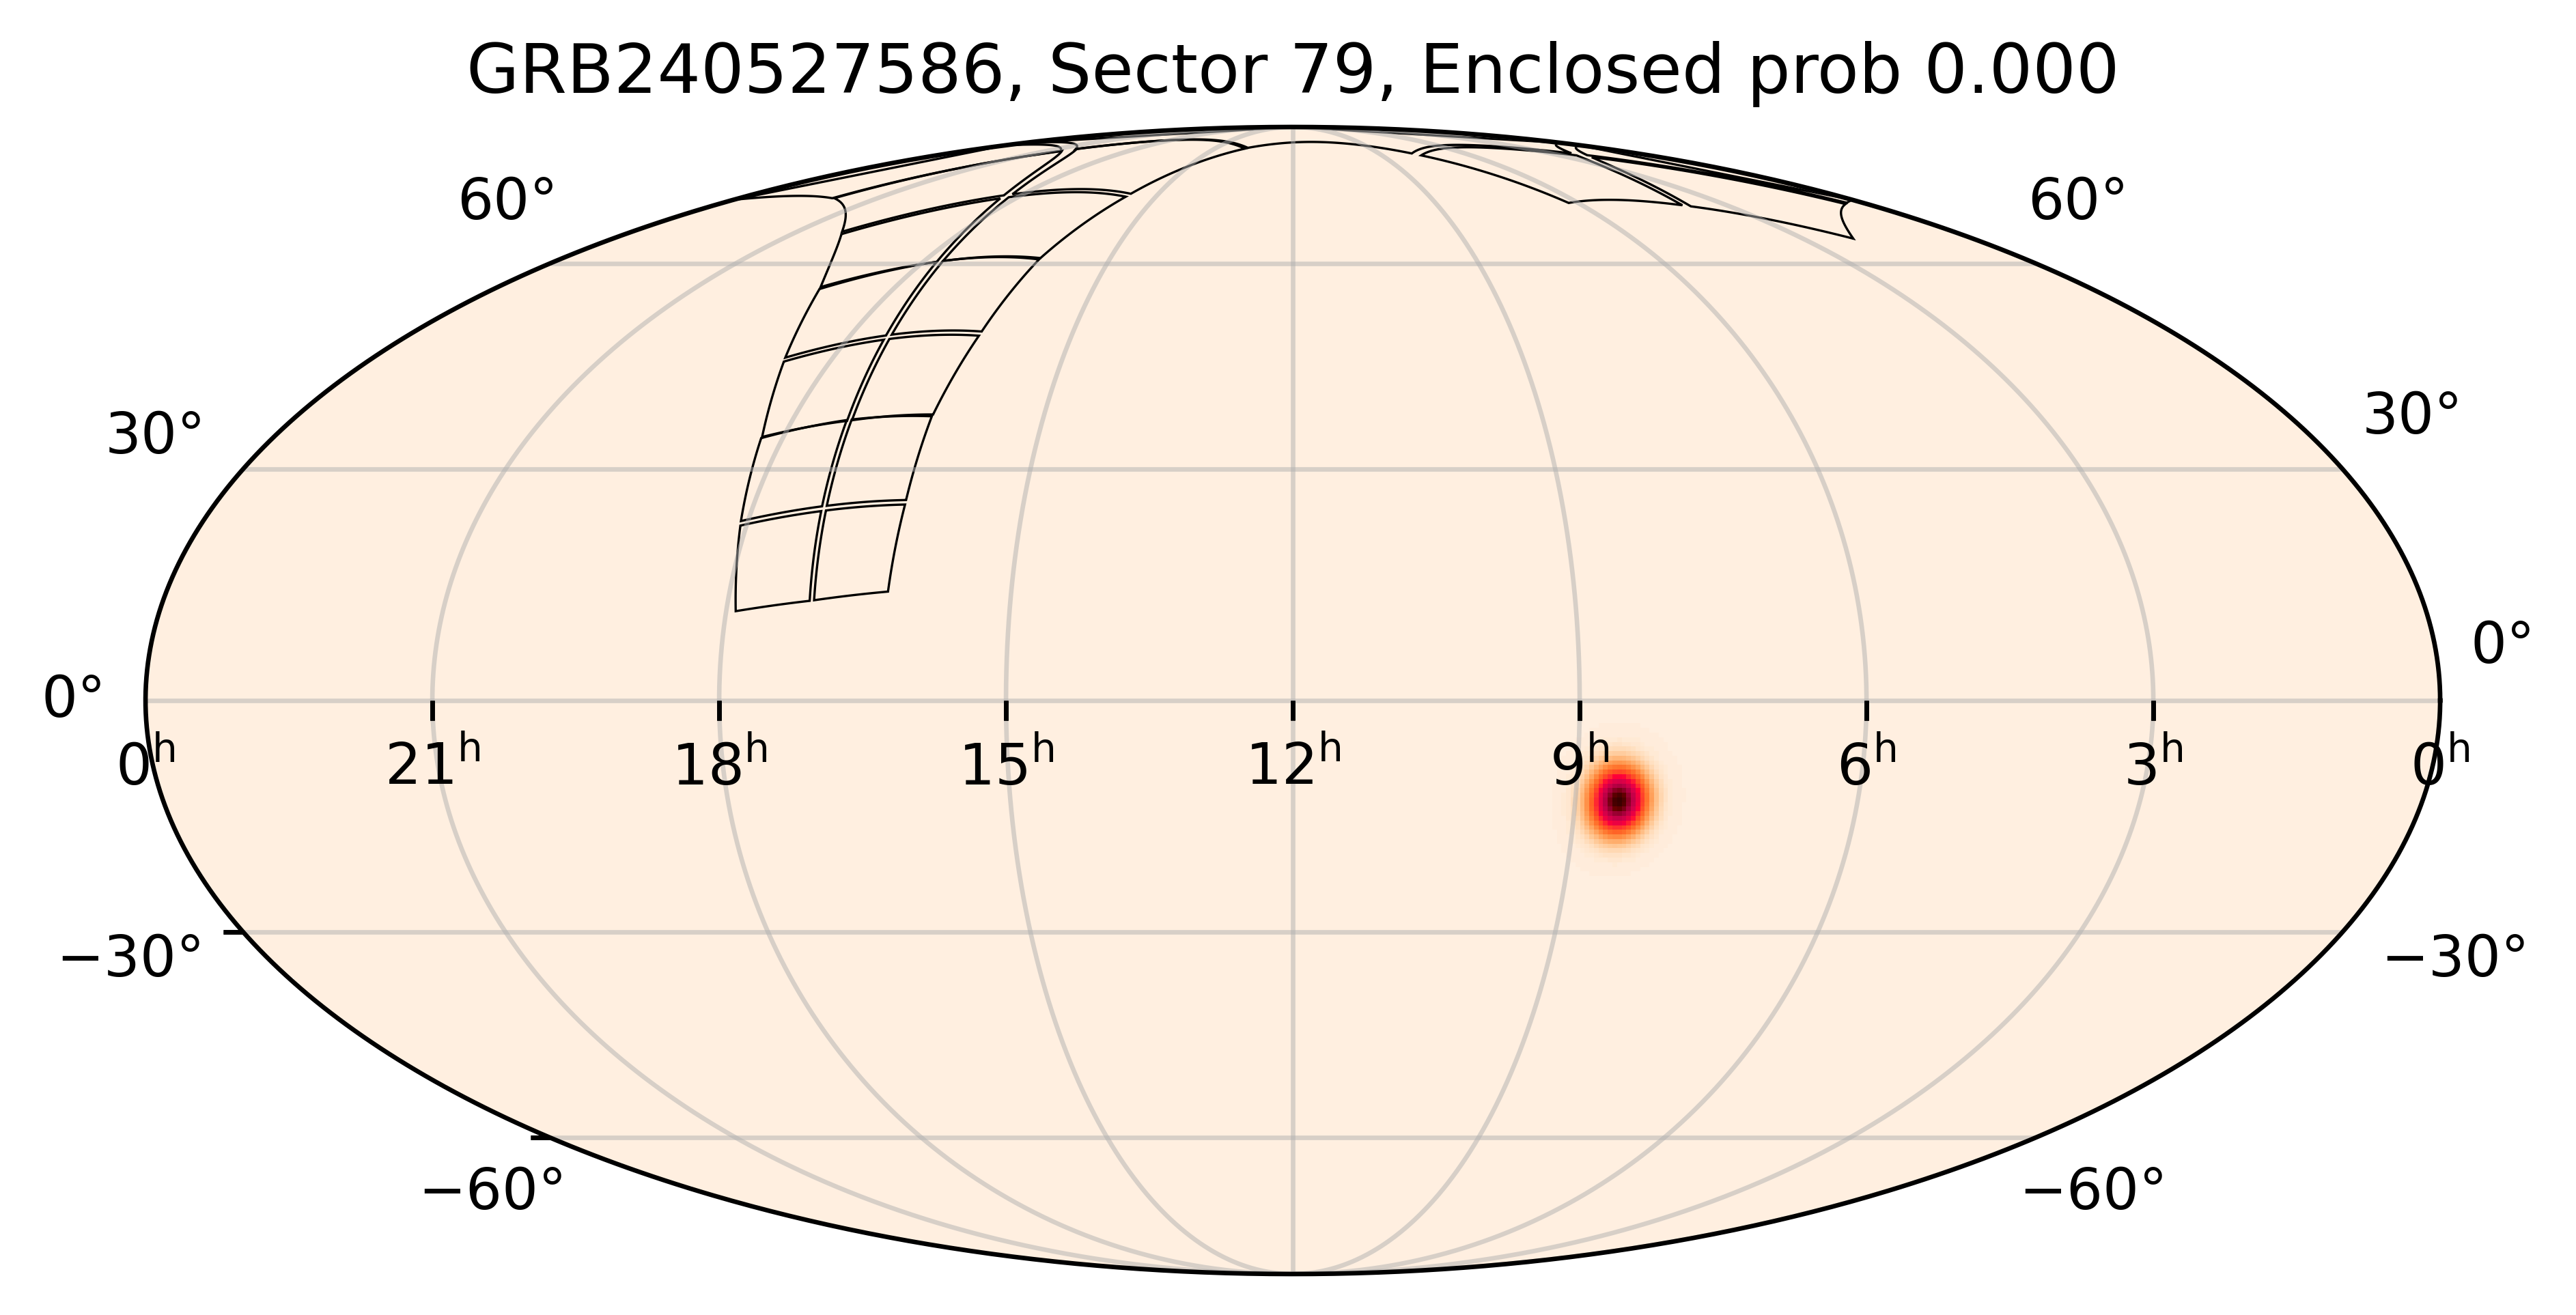 GRB240527586, Sector 79, Enclosed prob 0.000
60° 60°
30° 30°
0° 0°
0h 21h 18h 15h 12h 9h 6h 3h 0h
−30° −30°
−60° −60°